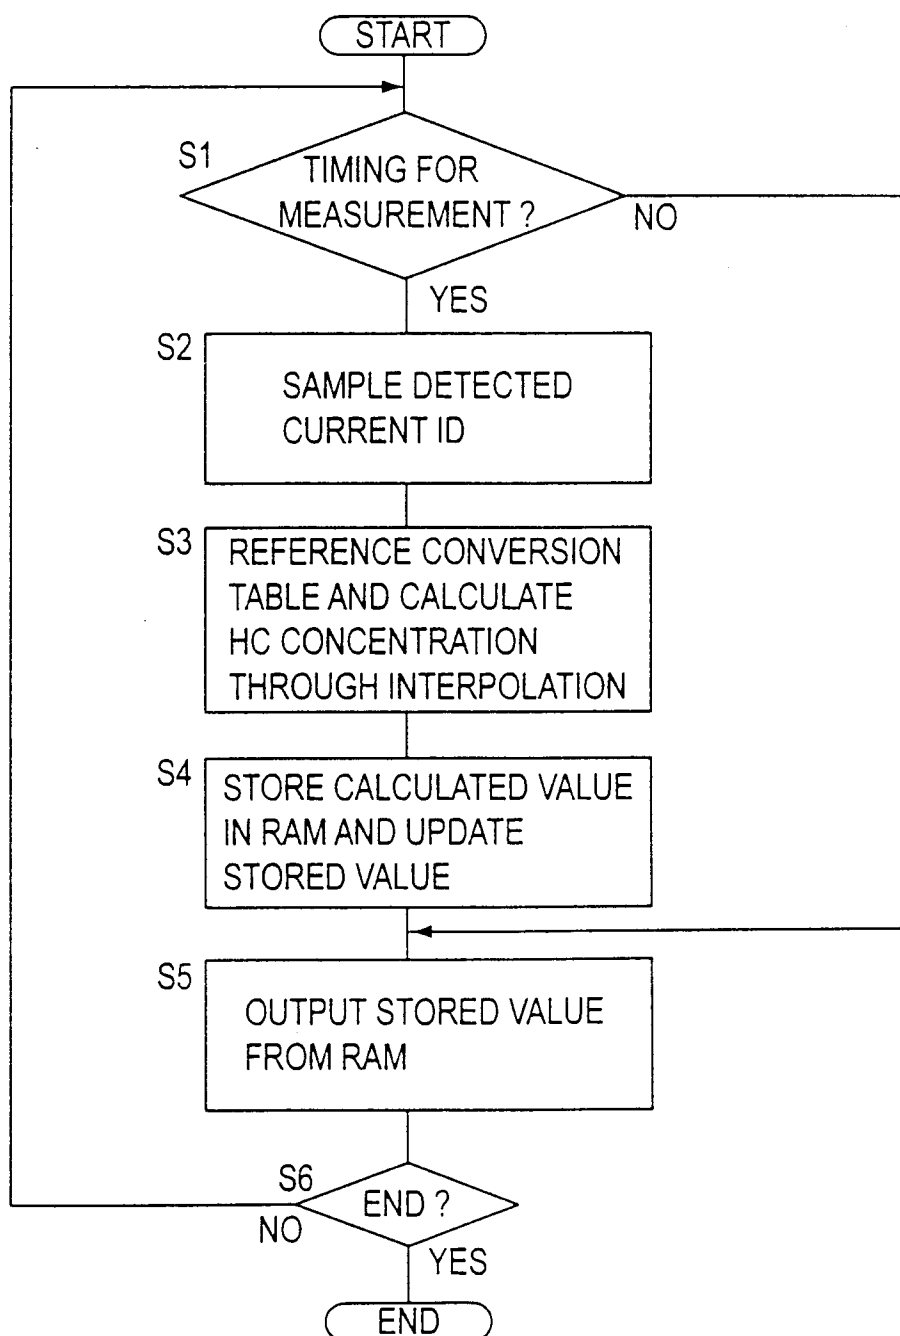 START
S1
TIMING FOR
MEASUREMENT ?
NO
YES
S2
SAMPLE DETECTED
CURRENT ID
S3
REFERENCE CONVERSION
TABLE AND CALCULATE
HC CONCENTRATION
THROUGH INTERPOLATION
S4
STORE CALCULATED VALUE
IN RAM AND UPDATE
STORED VALUE
S5
OUTPUT STORED VALUE
FROM RAM
S6
END ?
NO
YES
END